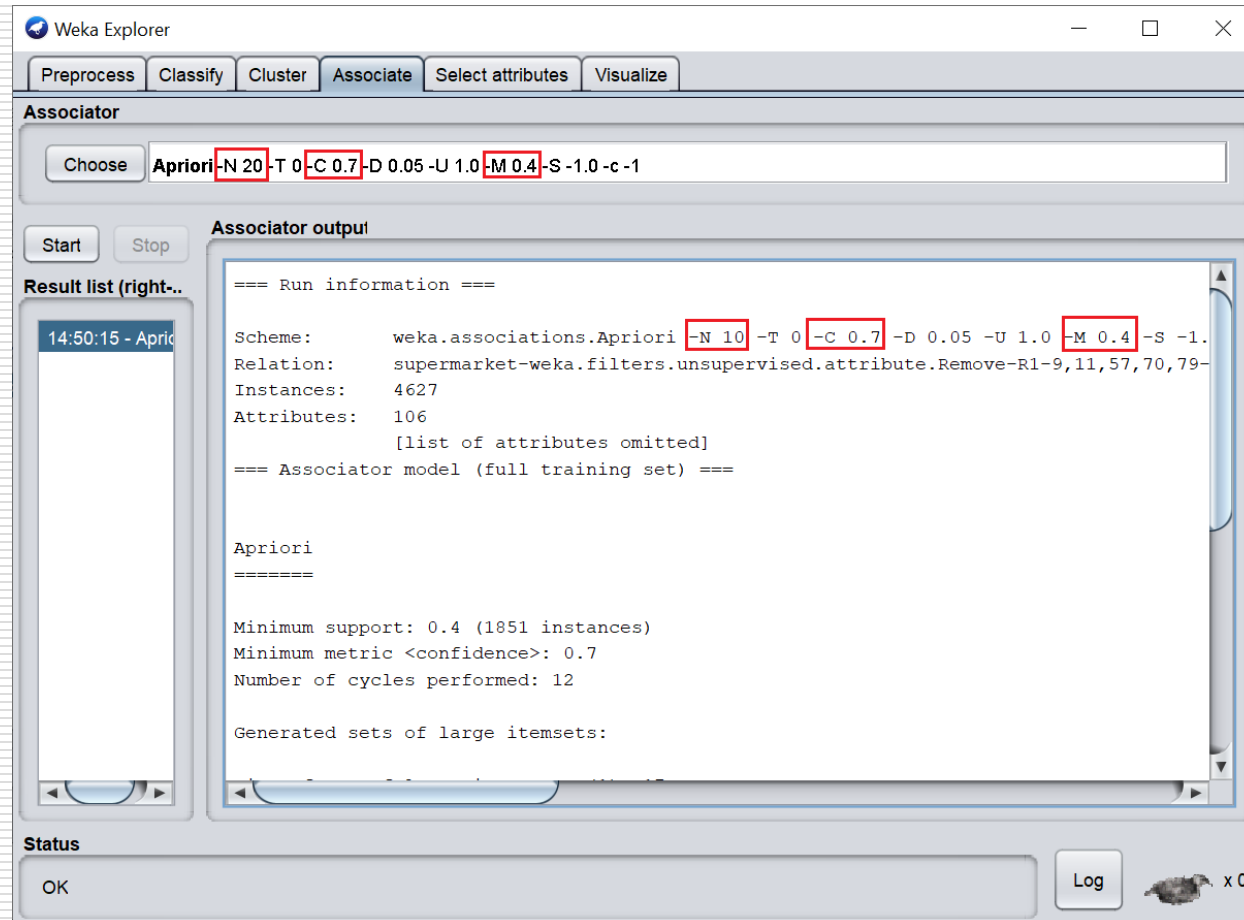 Weka Explorer
Preprocess Classify Cluster Associate Select attributes Visualize
Associator
Choose Apriori -N 20 -T 0 -C 0.7 -D 0.05 -U 1.0 -M 0.4 -S -1.0 -c -1
Start Stop
Associator output
Result list (right-..
14:50:15 - Aprio
=== Run information ===
Scheme: weka.associations.Apriori -N 10 -T 0 -C 0.7 -D 0.05 -U 1.0 -M 0.4 -S -1.
Relation: supermarket-weka.filters.unsupervised.attribute.Remove-R1-9,11,57,70,79-
Instances: 4627
Attributes: 106
[list of attributes omitted]
=== Associator model (full training set) ===
Apriori
=======
Minimum support: 0.4 (1851 instances)
Minimum metric <confidence>: 0.7
Number of cycles performed: 12
Generated sets of large itemsets:
Status
OK
Log
x 0